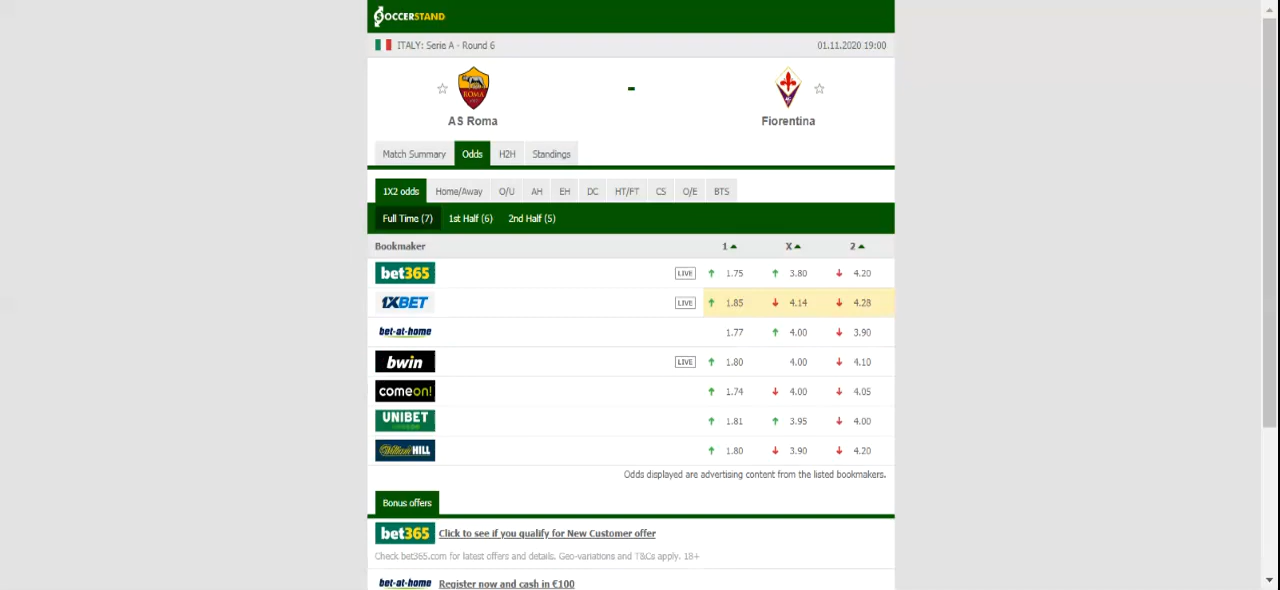 SOCCERSTAND
ITALY: Serie A - Round 6 01.11.2020 19:00
AS Roma - Fiorentina
Match Summary Odds H2H Standings
1X2 odds Home/Away O/U AH EH DC HT/FT CS O/E BTS
Full Time (7) 1st Half (6) 2nd Half (5)
Bookmaker 1 X 2
bet365 LIVE 1.75 3.80 4.20
1XBET LIVE 1.85 4.14 4.28
bet-at-home 1.77 4.00 3.90
bwin LIVE 1.80 4.00 4.10
comeon! 1.74 4.00 4.05
UNIBET 1.81 3.95 4.00
William HILL 1.80 3.90 4.20
Odds displayed are advertising content from the listed bookmakers.
Bonus offers
bet365 Click to see if you qualify for New Customer offer
Check bet365.com for latest offers and details. Geo-variations and T&Cs apply. 18+
bet-at-home Register now and cash in €100